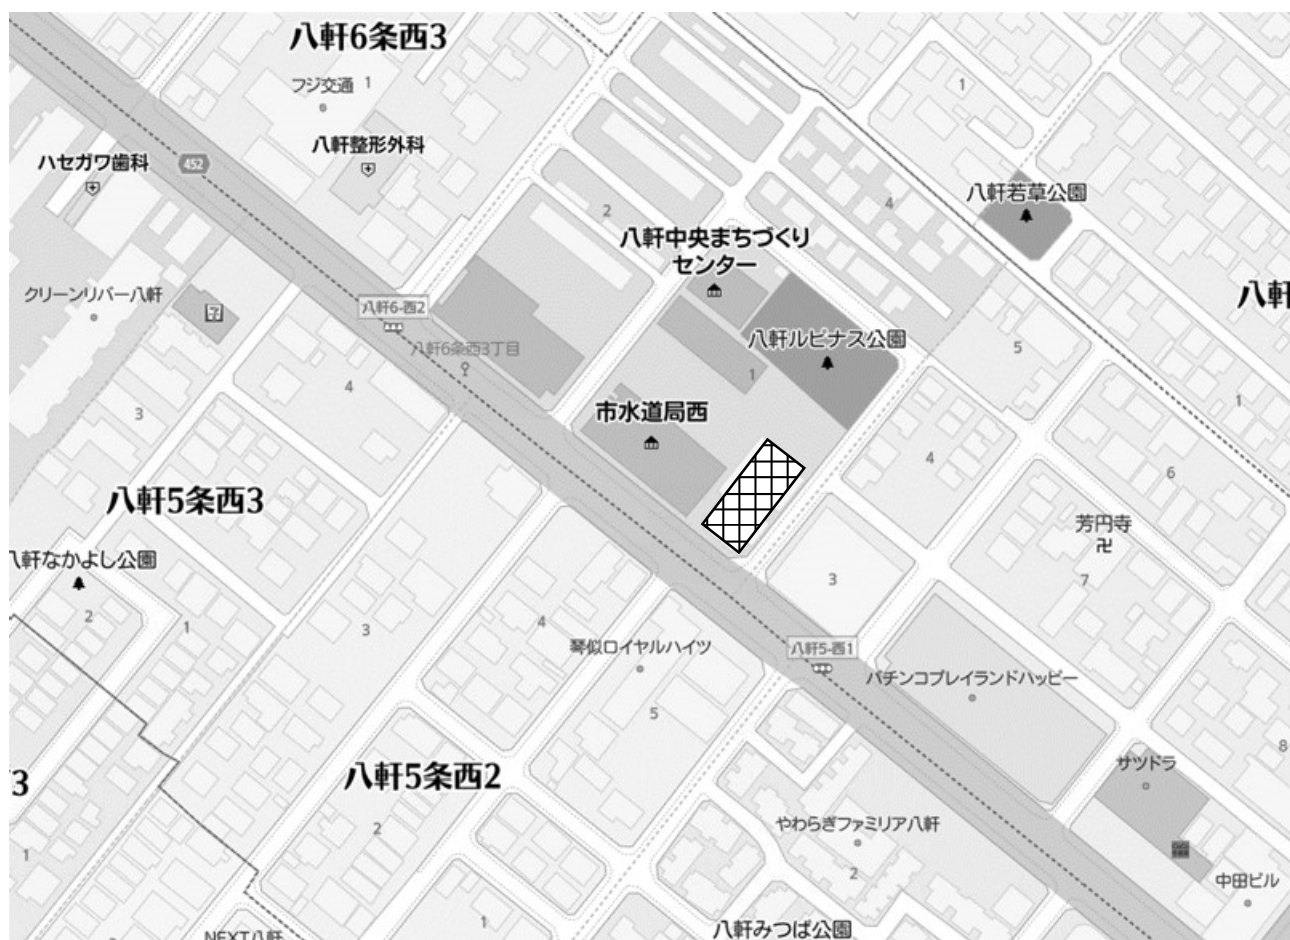 八軒6条西3
フジ交通
1
1
八軒整形外科
ハセガワ歯科
452
八軒若草公園
4
2
八軒中央まちづくり
センター
クリーンリバー八軒
八軒
八軒6-西2
八軒ルピナス公園
八軒6条西3丁目
5
1
4
市水道局西
3
1
4
6
八軒5条西3
芳円寺
八軒なかよし公園
3
7
2
1
3
4
琴似ロイヤルハイツ
八軒5-西1
パチンコプレイランドハッピー
5
8
3
八軒5条西2
サツドラ
2
やわらぎファミリア八軒
1
2
中田ビル
1
八軒みつば公園
NEXT八軒